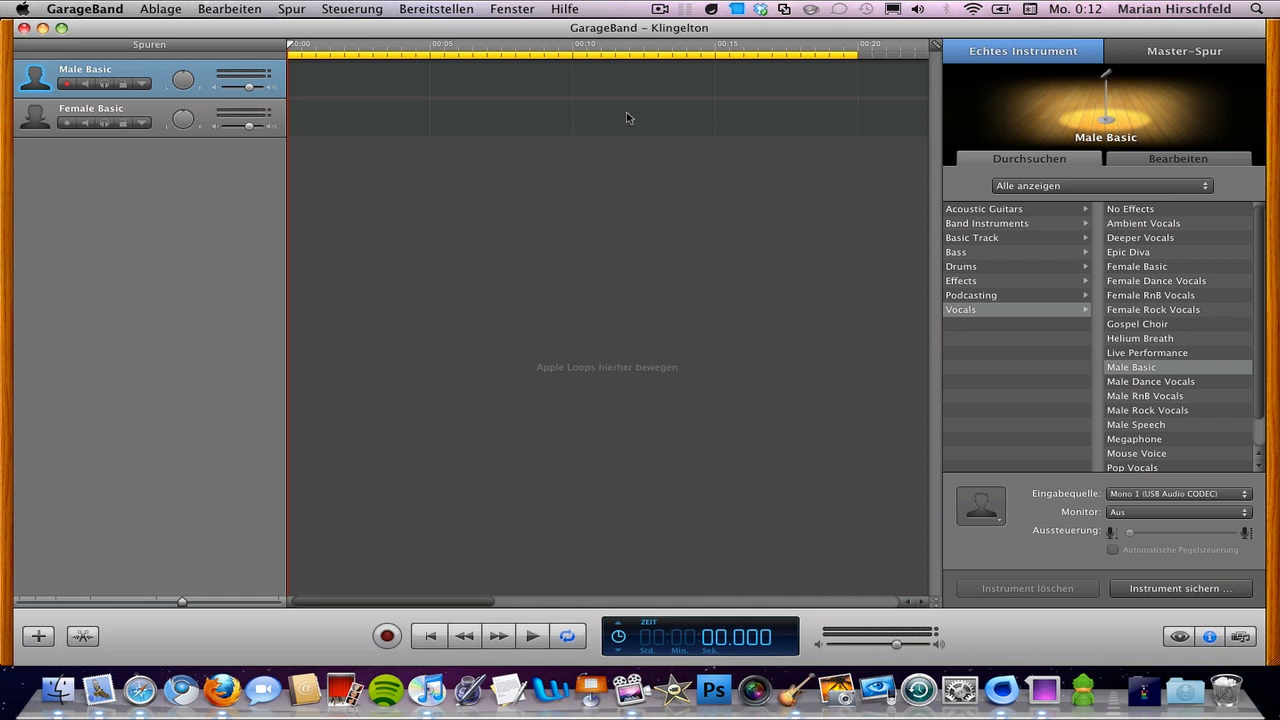 GarageBand Ablage Bearbeiten Spur Steuerung Bereitstellen Fenster Hilfe Mo. 0:12 Marian Hirschfeld
GarageBand – Klingelton
Spuren
00:05 00:10 00:15 00:20
Echtes Instrument Master-Spur
Male Basic
L R
Female Basic
L R
Male Basic
Durchsuchen Bearbeiten
Alle anzeigen
Acoustic Guitars No Effects
Band Instruments Ambient Vocals
Basic Track Deeper Vocals
Bass Epic Diva
Drums Female Basic
Effects Female Dance Vocals
Podcasting Female RnB Vocals
Vocals Female Rock Vocals
Gospel Choir
Helium Breath
Live Performance
Apple Loops hierher bewegen
Male Basic
Male Dance Vocals
Male RnB Vocals
Male Rock Vocals
Male Speech
Megaphone
Mouse Voice
Pop Vocals
Eingabequelle: Mono 1 (USB Audio CODEC)
Monitor: Aus
Aussteuerung:
Automatische Pegelsteuerung
Instrument löschen Instrument sichern ...
ZEIT
00:00:00.000
Std. Min. Sek.
Ps